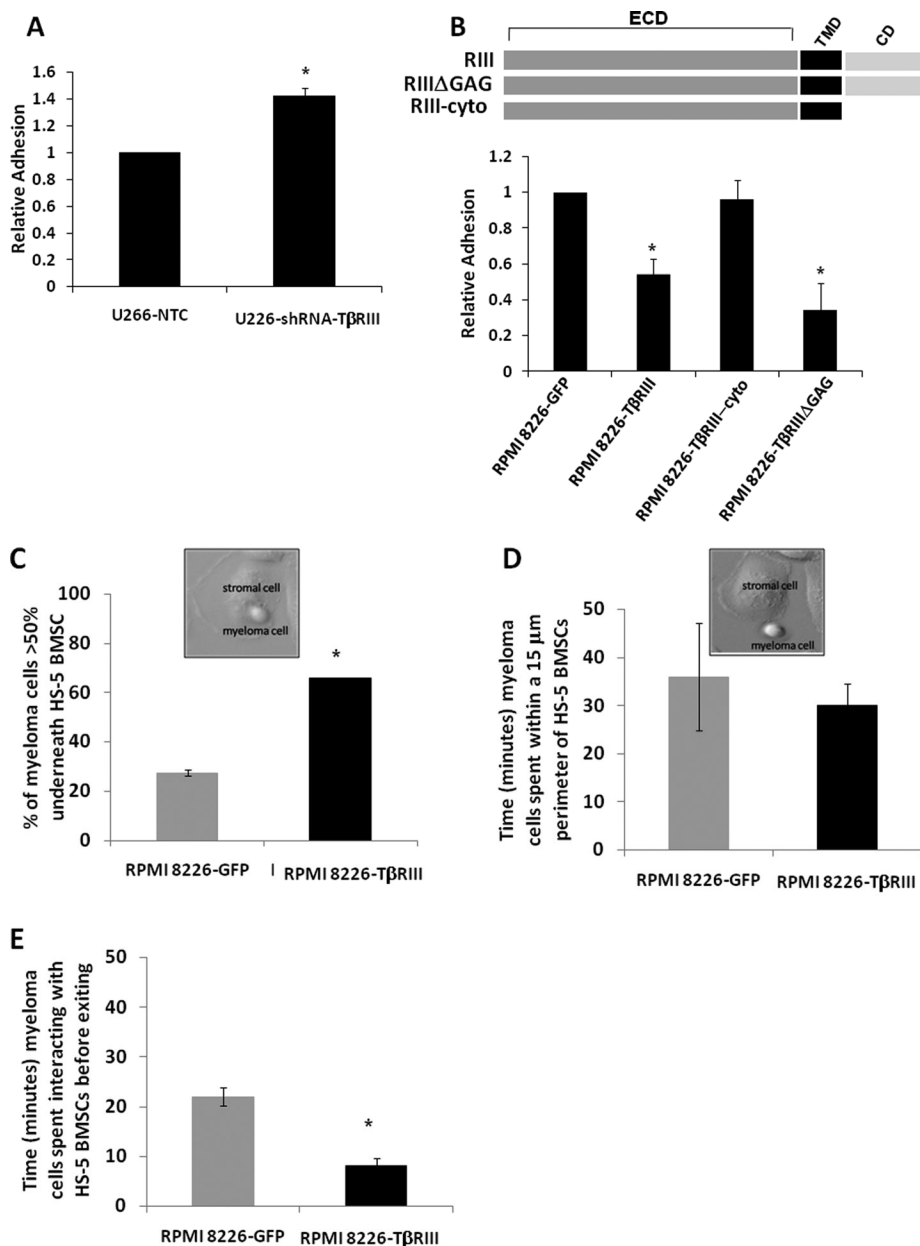 A
Relative Adhesion
1.6
1.4
1.2
1
0.8
0.6
0.4
0.2
0
*
U266-NTC
U226-shRNA-TβRIII
B
ECD
TMD
CD
RIII
RIIIΔGAG
RIII-cyto
Relative Adhesion
1.2
1
0.8
0.6
0.4
0.2
0
*
*
RPMI 8226-GFP
RPMI 8226-TβRIII
RPMI 8226-TβRIII–cyto
RPMI 8226-TβRIIIΔGAG
C
% of myeloma cells >50%
underneath HS-5 BMSC
100
80
60
40
20
0
stromal cell
myeloma cell
*
RPMI 8226-GFP
RPMI 8226-TβRIII
D
Time (minutes) myeloma
cells spent within a 15 μm
perimeter of HS-5 BMSCs
50
40
30
20
10
0
stromal cell
myeloma cell
RPMI 8226-GFP
RPMI 8226-TβRIII
E
Time (minutes) myeloma
cells spent interacting with
HS-5 BMSCs before exiting
50
40
30
20
10
0
*
RPMI 8226-GFP
RPMI 8226-TβRIII